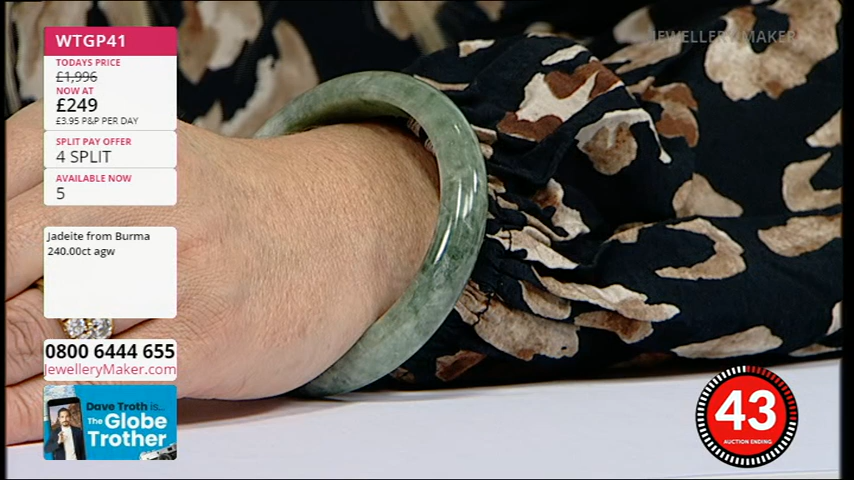 WTGP41
TODAYS PRICE
£1,996
NOW AT
£249
£3.95 P&P PER DAY
SPLIT PAY OFFER
4 SPLIT
AVAILABLE NOW
5
Jadeite from Burma
240.00ct agw
0800 6444 655
JewelleryMaker.com
Dave Troth is...
The Globe
Trother
JEWELLERY MAKER
43
AUCTION ENDING